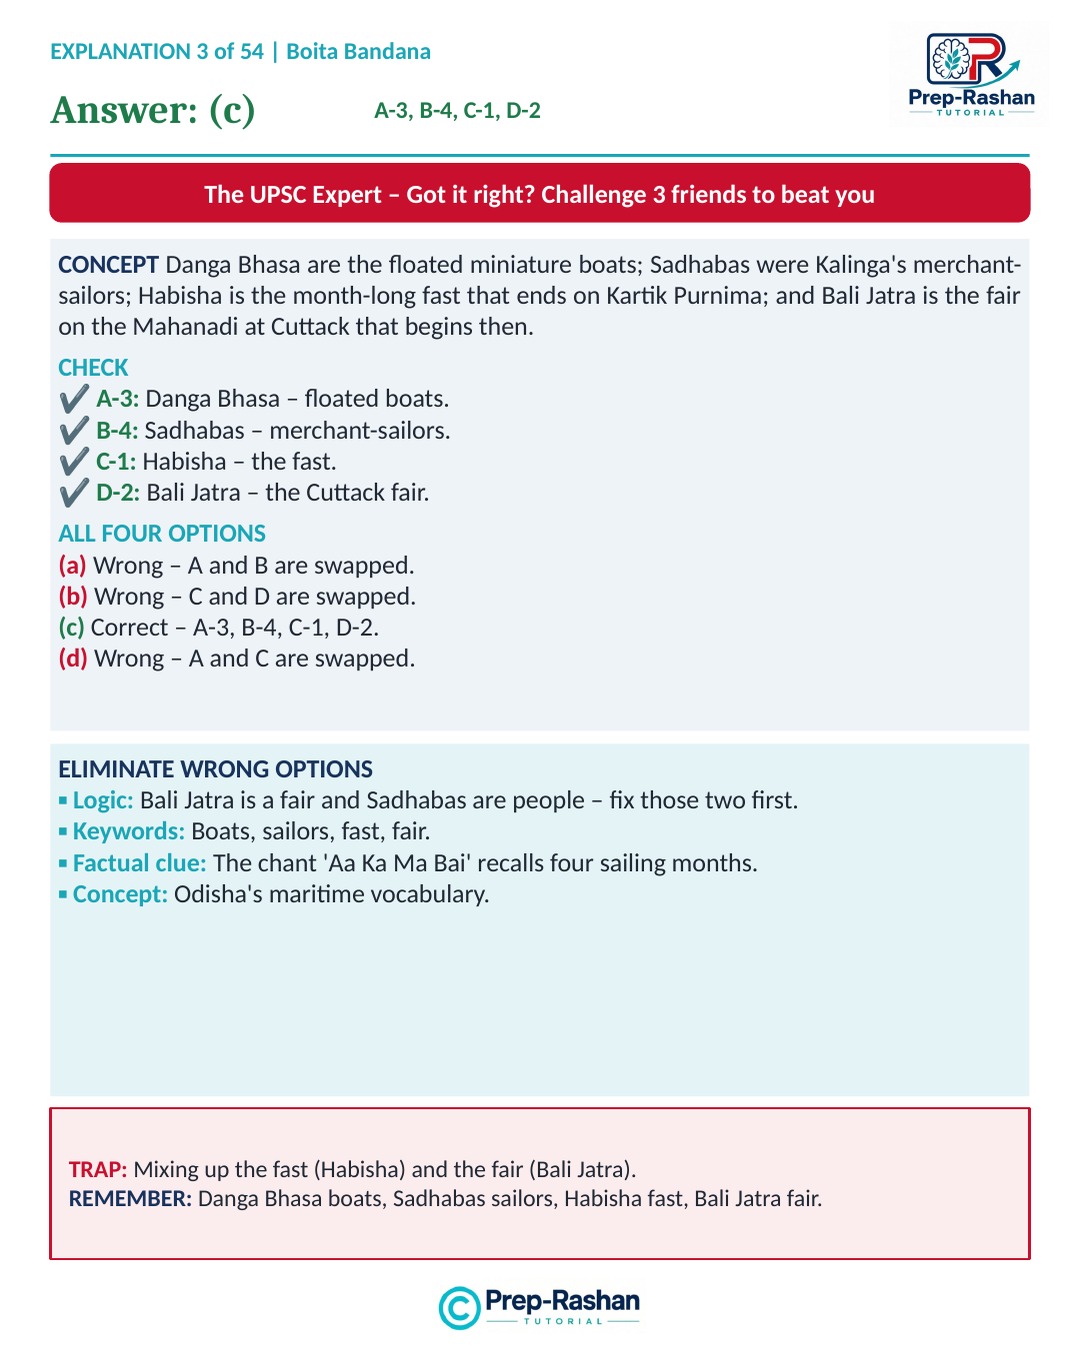 EXPLANATION 3 of 54 | Boita Bandana
Prep-Rashan
TUTORIAL
Answer: (c)
A-3, B-4, C-1, D-2
The UPSC Expert – Got it right? Challenge 3 friends to beat you
CONCEPT Danga Bhasa are the floated miniature boats; Sadhabas were Kalinga's merchant-
sailors; Habisha is the month-long fast that ends on Kartik Purnima; and Bali Jatra is the fair
on the Mahanadi at Cuttack that begins then.
CHECK
✔ A-3: Danga Bhasa – floated boats.
✔ B-4: Sadhabas – merchant-sailors.
✔ C-1: Habisha – the fast.
✔ D-2: Bali Jatra – the Cuttack fair.
ALL FOUR OPTIONS
(a) Wrong – A and B are swapped.
(b) Wrong – C and D are swapped.
(c) Correct – A-3, B-4, C-1, D-2.
(d) Wrong – A and C are swapped.
ELIMINATE WRONG OPTIONS
▪ Logic: Bali Jatra is a fair and Sadhabas are people – fix those two first.
▪ Keywords: Boats, sailors, fast, fair.
▪ Factual clue: The chant 'Aa Ka Ma Bai' recalls four sailing months.
▪ Concept: Odisha's maritime vocabulary.
TRAP: Mixing up the fast (Habisha) and the fair (Bali Jatra).
REMEMBER: Danga Bhasa boats, Sadhabas sailors, Habisha fast, Bali Jatra fair.
© Prep-Rashan
TUTORIAL